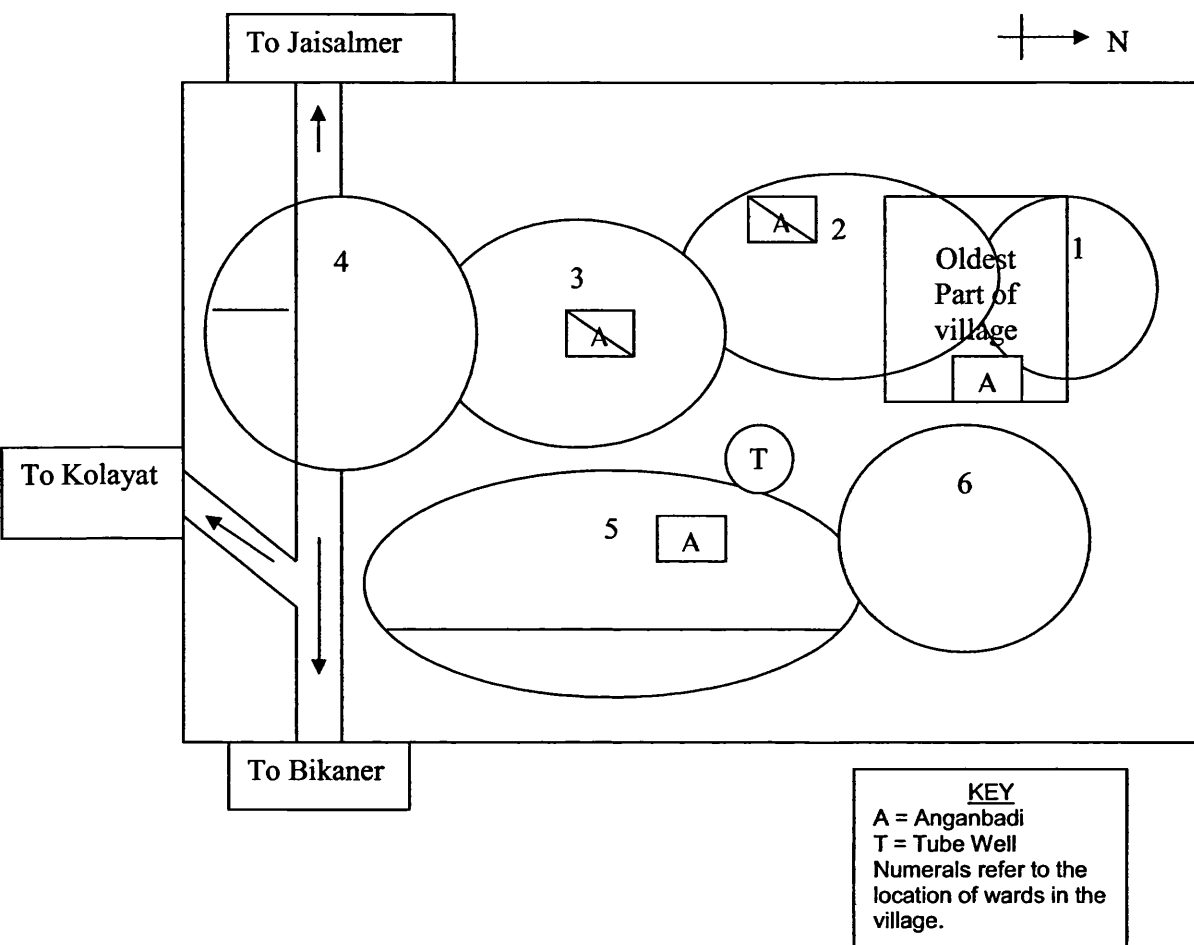 To Jaisalmer
N
4
3
A
A
2
1
Oldest
Part of
village
A
To Kolayat
T
5
A
6
To Bikaner
KEY
A = Anganbadi
T = Tube Well
Numerals refer to the
location of wards in the
village.